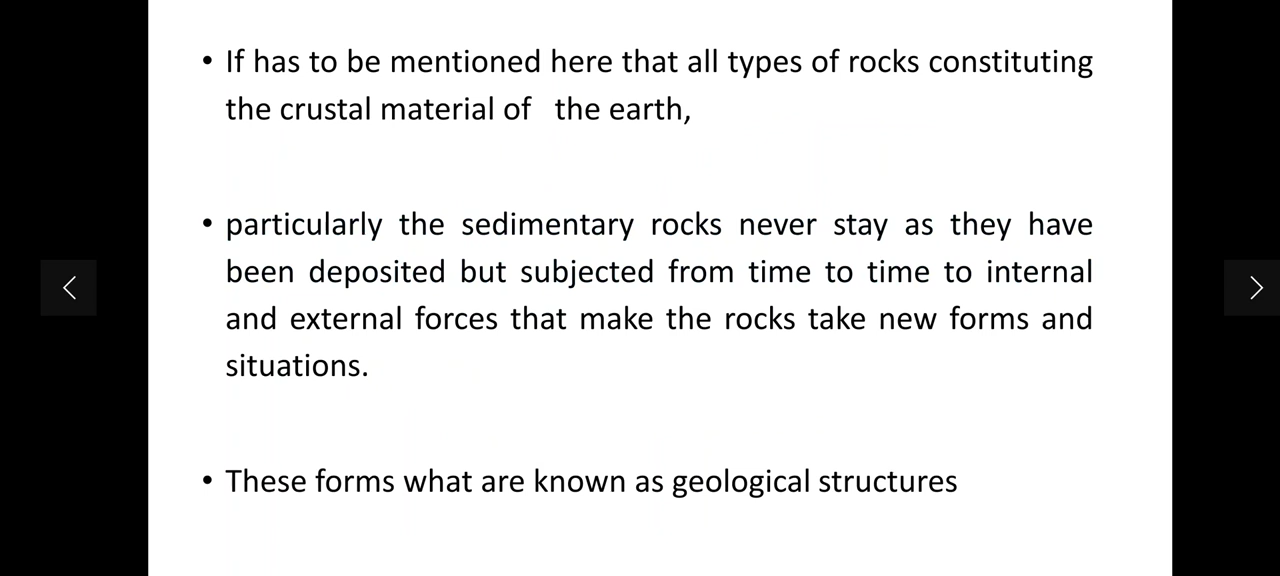 • If has to be mentioned here that all types of rocks constituting
the crustal material of   the earth,
• particularly the sedimentary rocks never stay as they have
been deposited but subjected from time to time to internal
and external forces that make the rocks take new forms and
situations.
• These forms what are known as geological structures